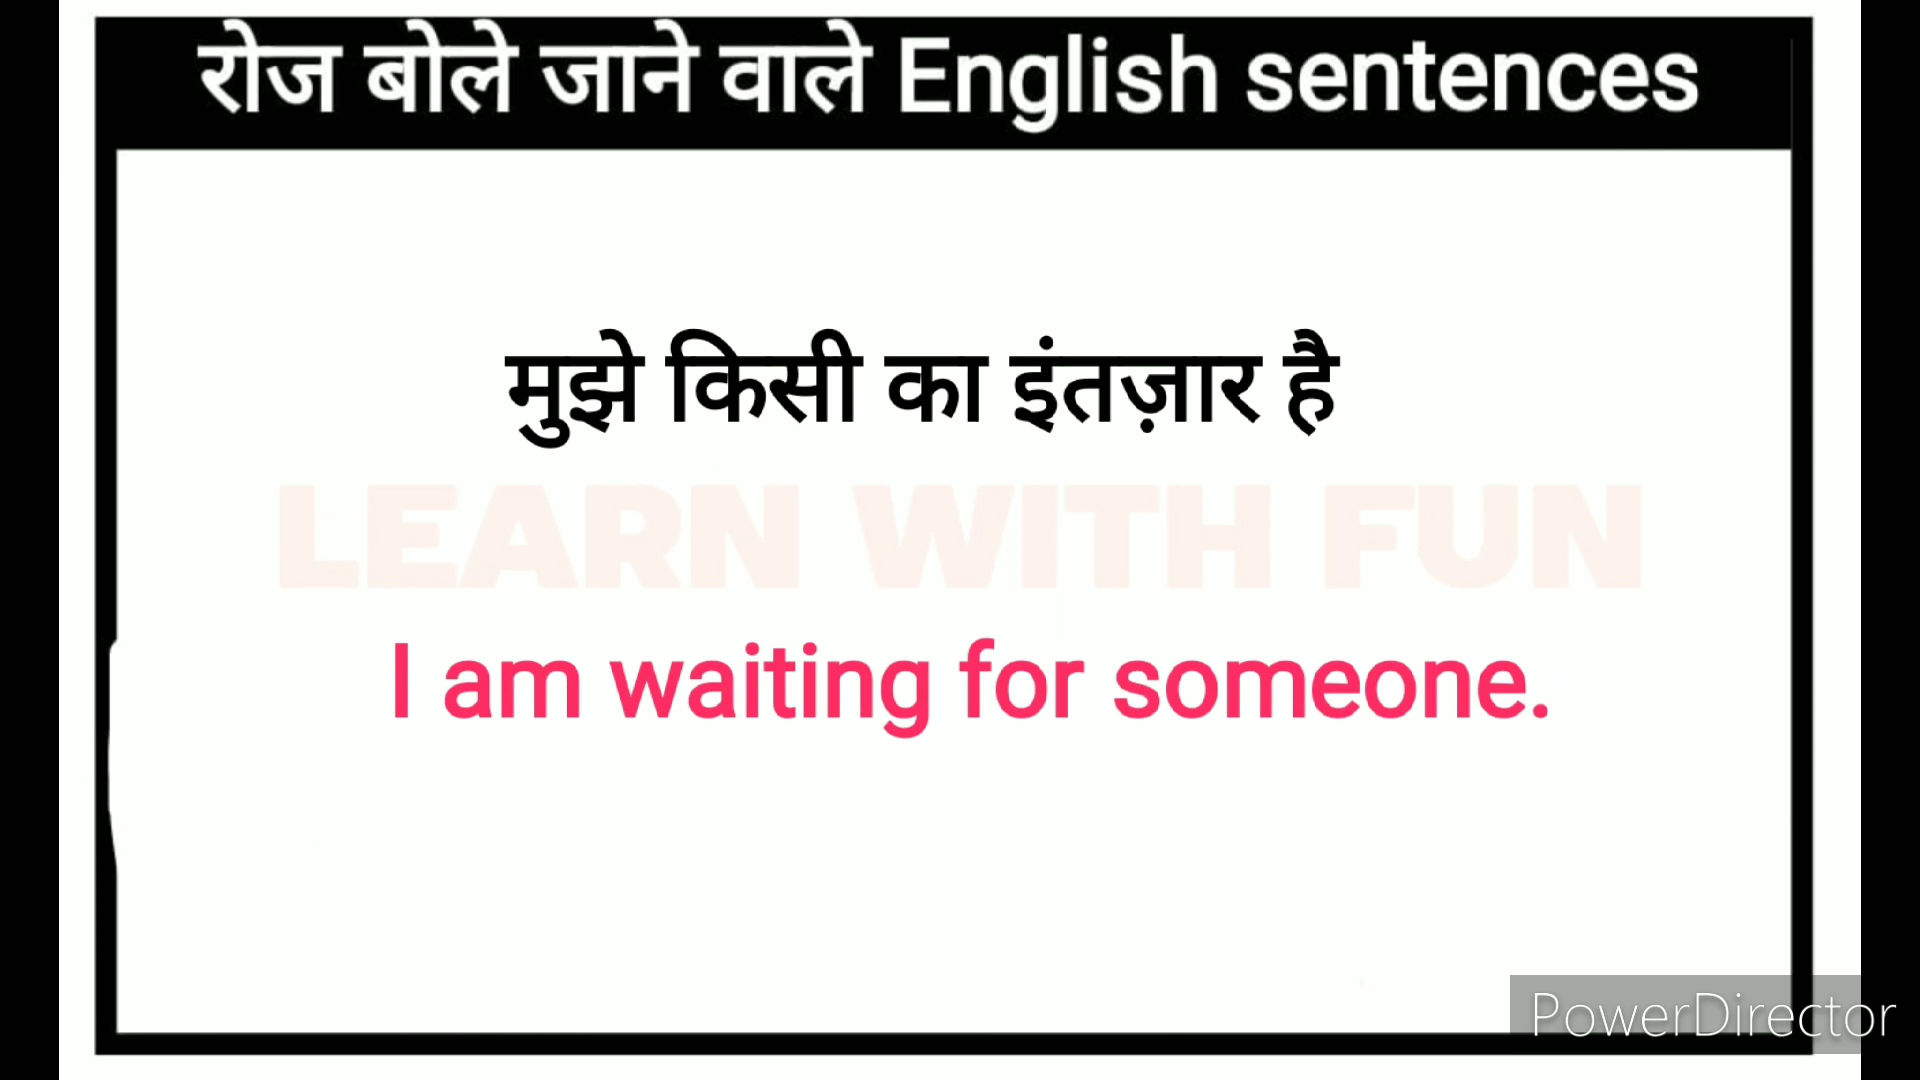 रोज बोले जाने वाले English sentences
मुझे किसी का इंतज़ार है
LEARN WITH FUN
I am waiting for someone.
PowerDirector